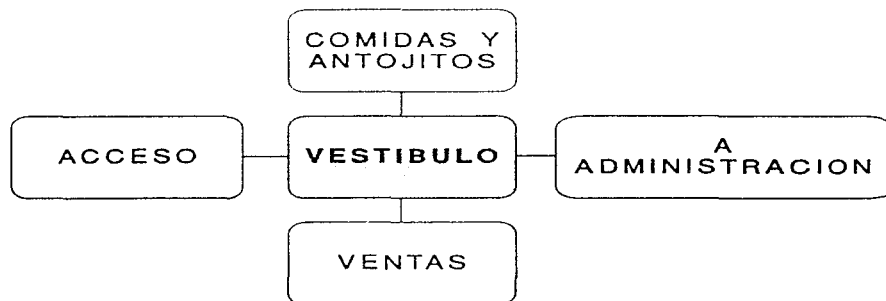 COMIDAS Y
ANTOJITOS
ACCESO
VESTIBULO
A
ADMINISTRACION
VENTAS